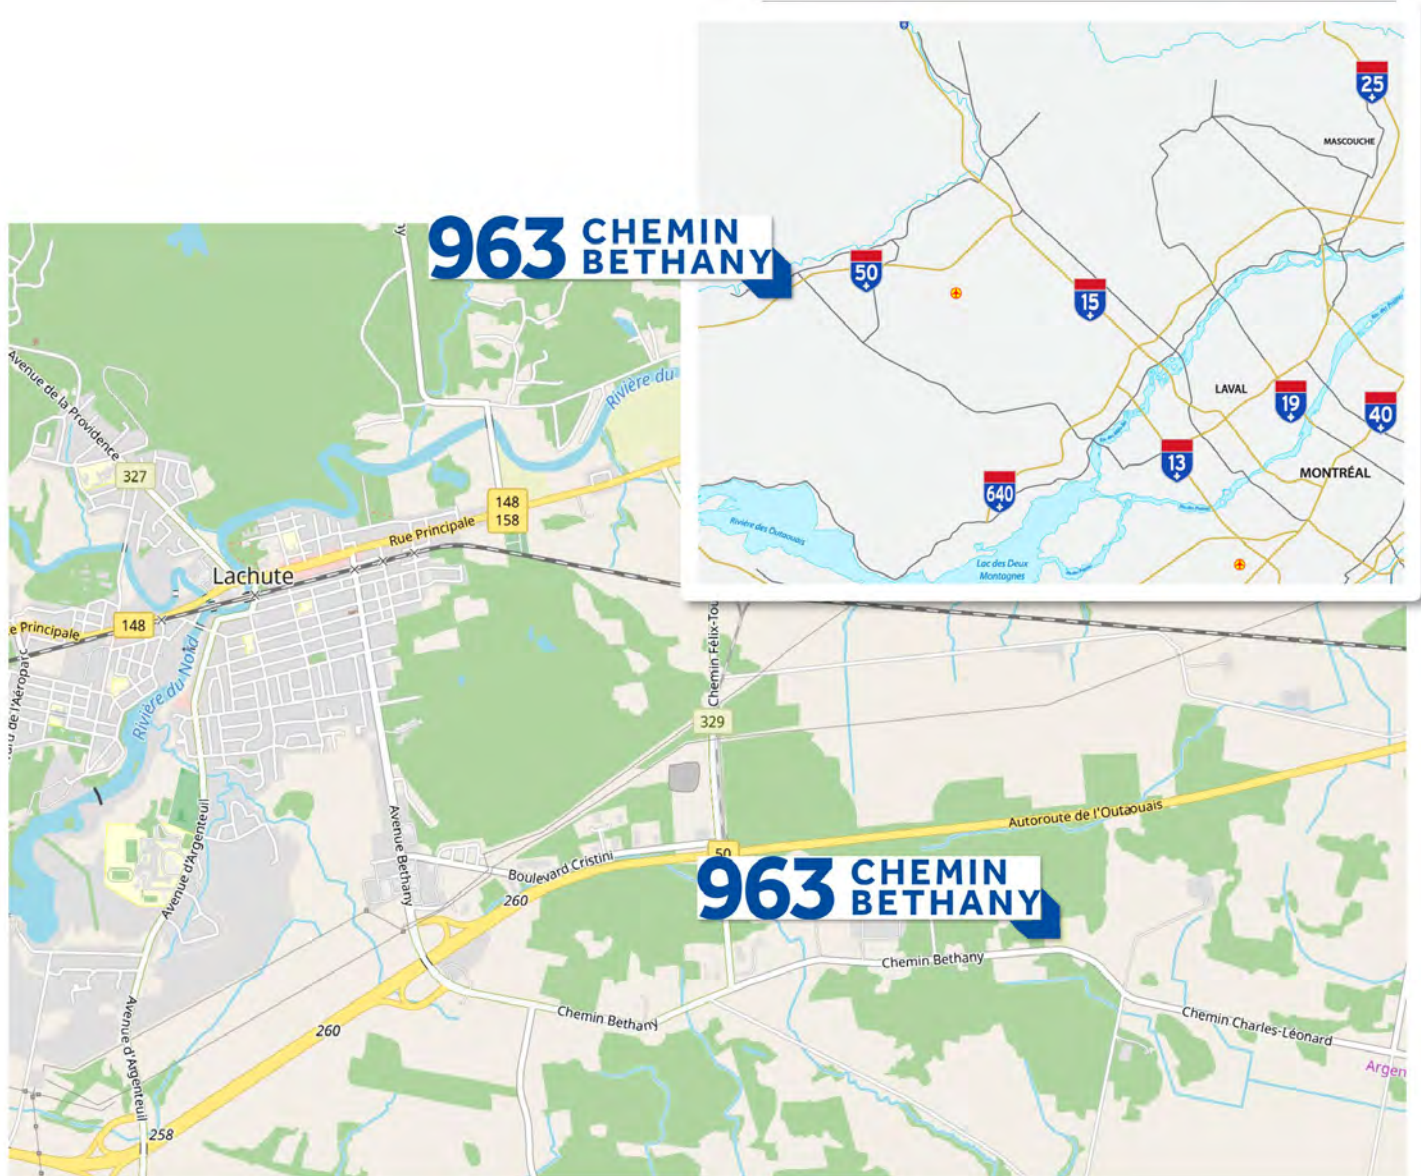 25
MASCOUCHE
963 CHEMIN
BETHANY
50
15
Rivière du
Avenue de la Providence
LAVAL
19
40
327
13
MONTRÉAL
640
148
158
Rue Principale
Rivière des Outaouais
Lac des Deux
Montagnes
Lachute
148
e Principale
Rivière du Nord
Chemin Félix-Tou
329
Autoroute de l'Outaouais
Avenue d'Argenteuil
Avenue Bethany
Boulevard Cristini
50
260
963 CHEMIN
BETHANY
Chemin Bethany
Chemin Bethany
Chemin Charles-Léonard
260
Avenue d'Argenteuil
Argen
258